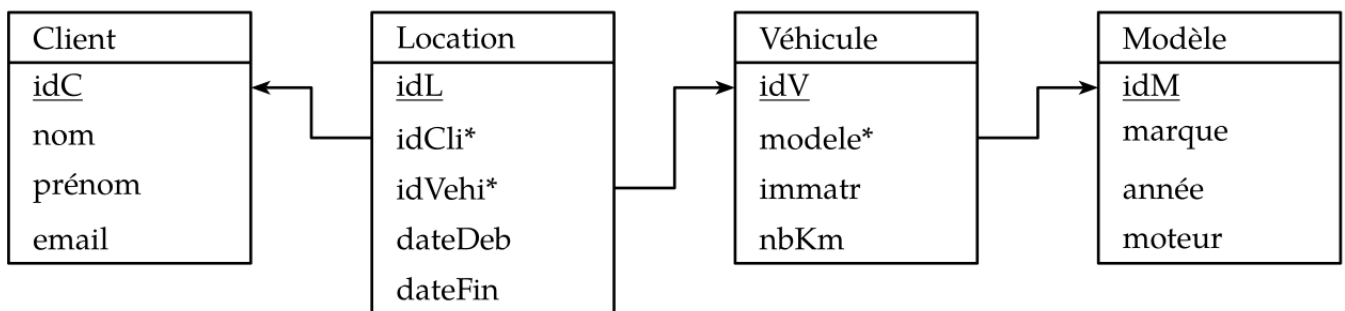 Client
idC
nom
prénom
email
Location
idL
idCli*
idVehi*
dateDeb
dateFin
Véhicule
idV
modele*
immatr
nbKm
Modèle
idM
marque
année
moteur